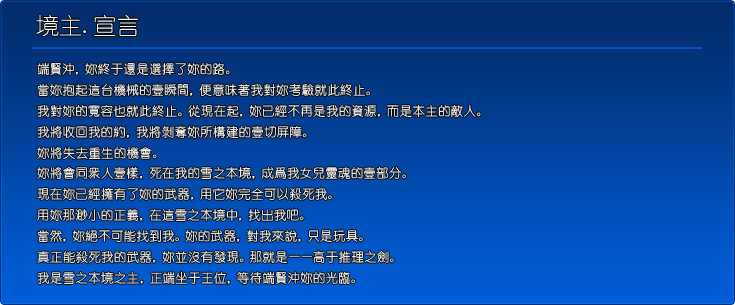 境主. 宣言
端賢沖, 妳終于還是選擇了妳的路。
當妳抱起這台機械的壹瞬間, 便意味著我對妳考驗就此終止。
我對妳的寬容也就此終止。從現在起, 妳已經不再是我的資源, 而是本主的敵人。
我將收回我的約, 我將剝奪妳所構建的壹切屏障。
妳將失去重生的機會。
妳將會同衆人壹樣, 死在我的雪之本境, 成爲我女兒靈魂的壹部分。
現在妳已經擁有了妳的武器, 用它妳完全可以殺死我。
用妳那渺小的正義, 在這雪之本境中, 找出我吧。
當然, 妳絕不可能找到我。妳的武器, 對我來說, 只是玩具。
真正能殺死我的武器, 妳並沒有發現。那就是——高于推理之劍。
我是雪之本境之主, 正端坐于王位, 等待端賢沖妳的光臨。